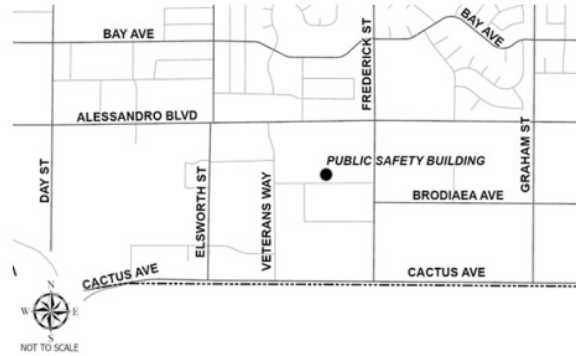 BAY AVE
BAY AVE
FREDERICK ST
ALESSANDRO BLVD
PUBLIC SAFETY BUILDING
GRAHAM ST
DAY ST
ELSWORTH ST
VETERANS WAY
BRODIAEA AVE
CACTUS AVE
CACTUS AVE
N
W E
S
NOT TO SCALE